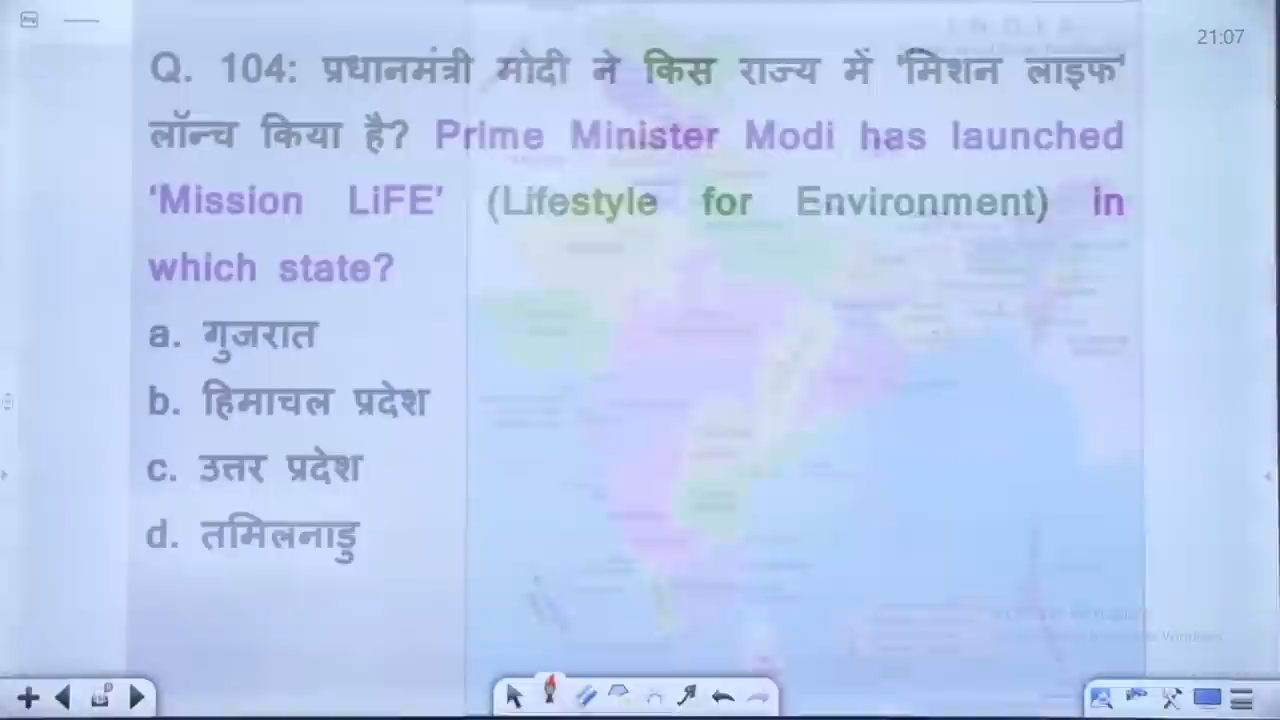 21:07
Q. 104: प्रधानमंत्री मोदी ने किस राज्य में 'मिशन लाइफ'
लॉन्च किया है? Prime Minister Modi has launched
'Mission LiFE' (Lifestyle for Environment) in
which state?
a. गुजरात
b. हिमाचल प्रदेश
c. उत्तर प्रदेश
d. तमिलनाडु